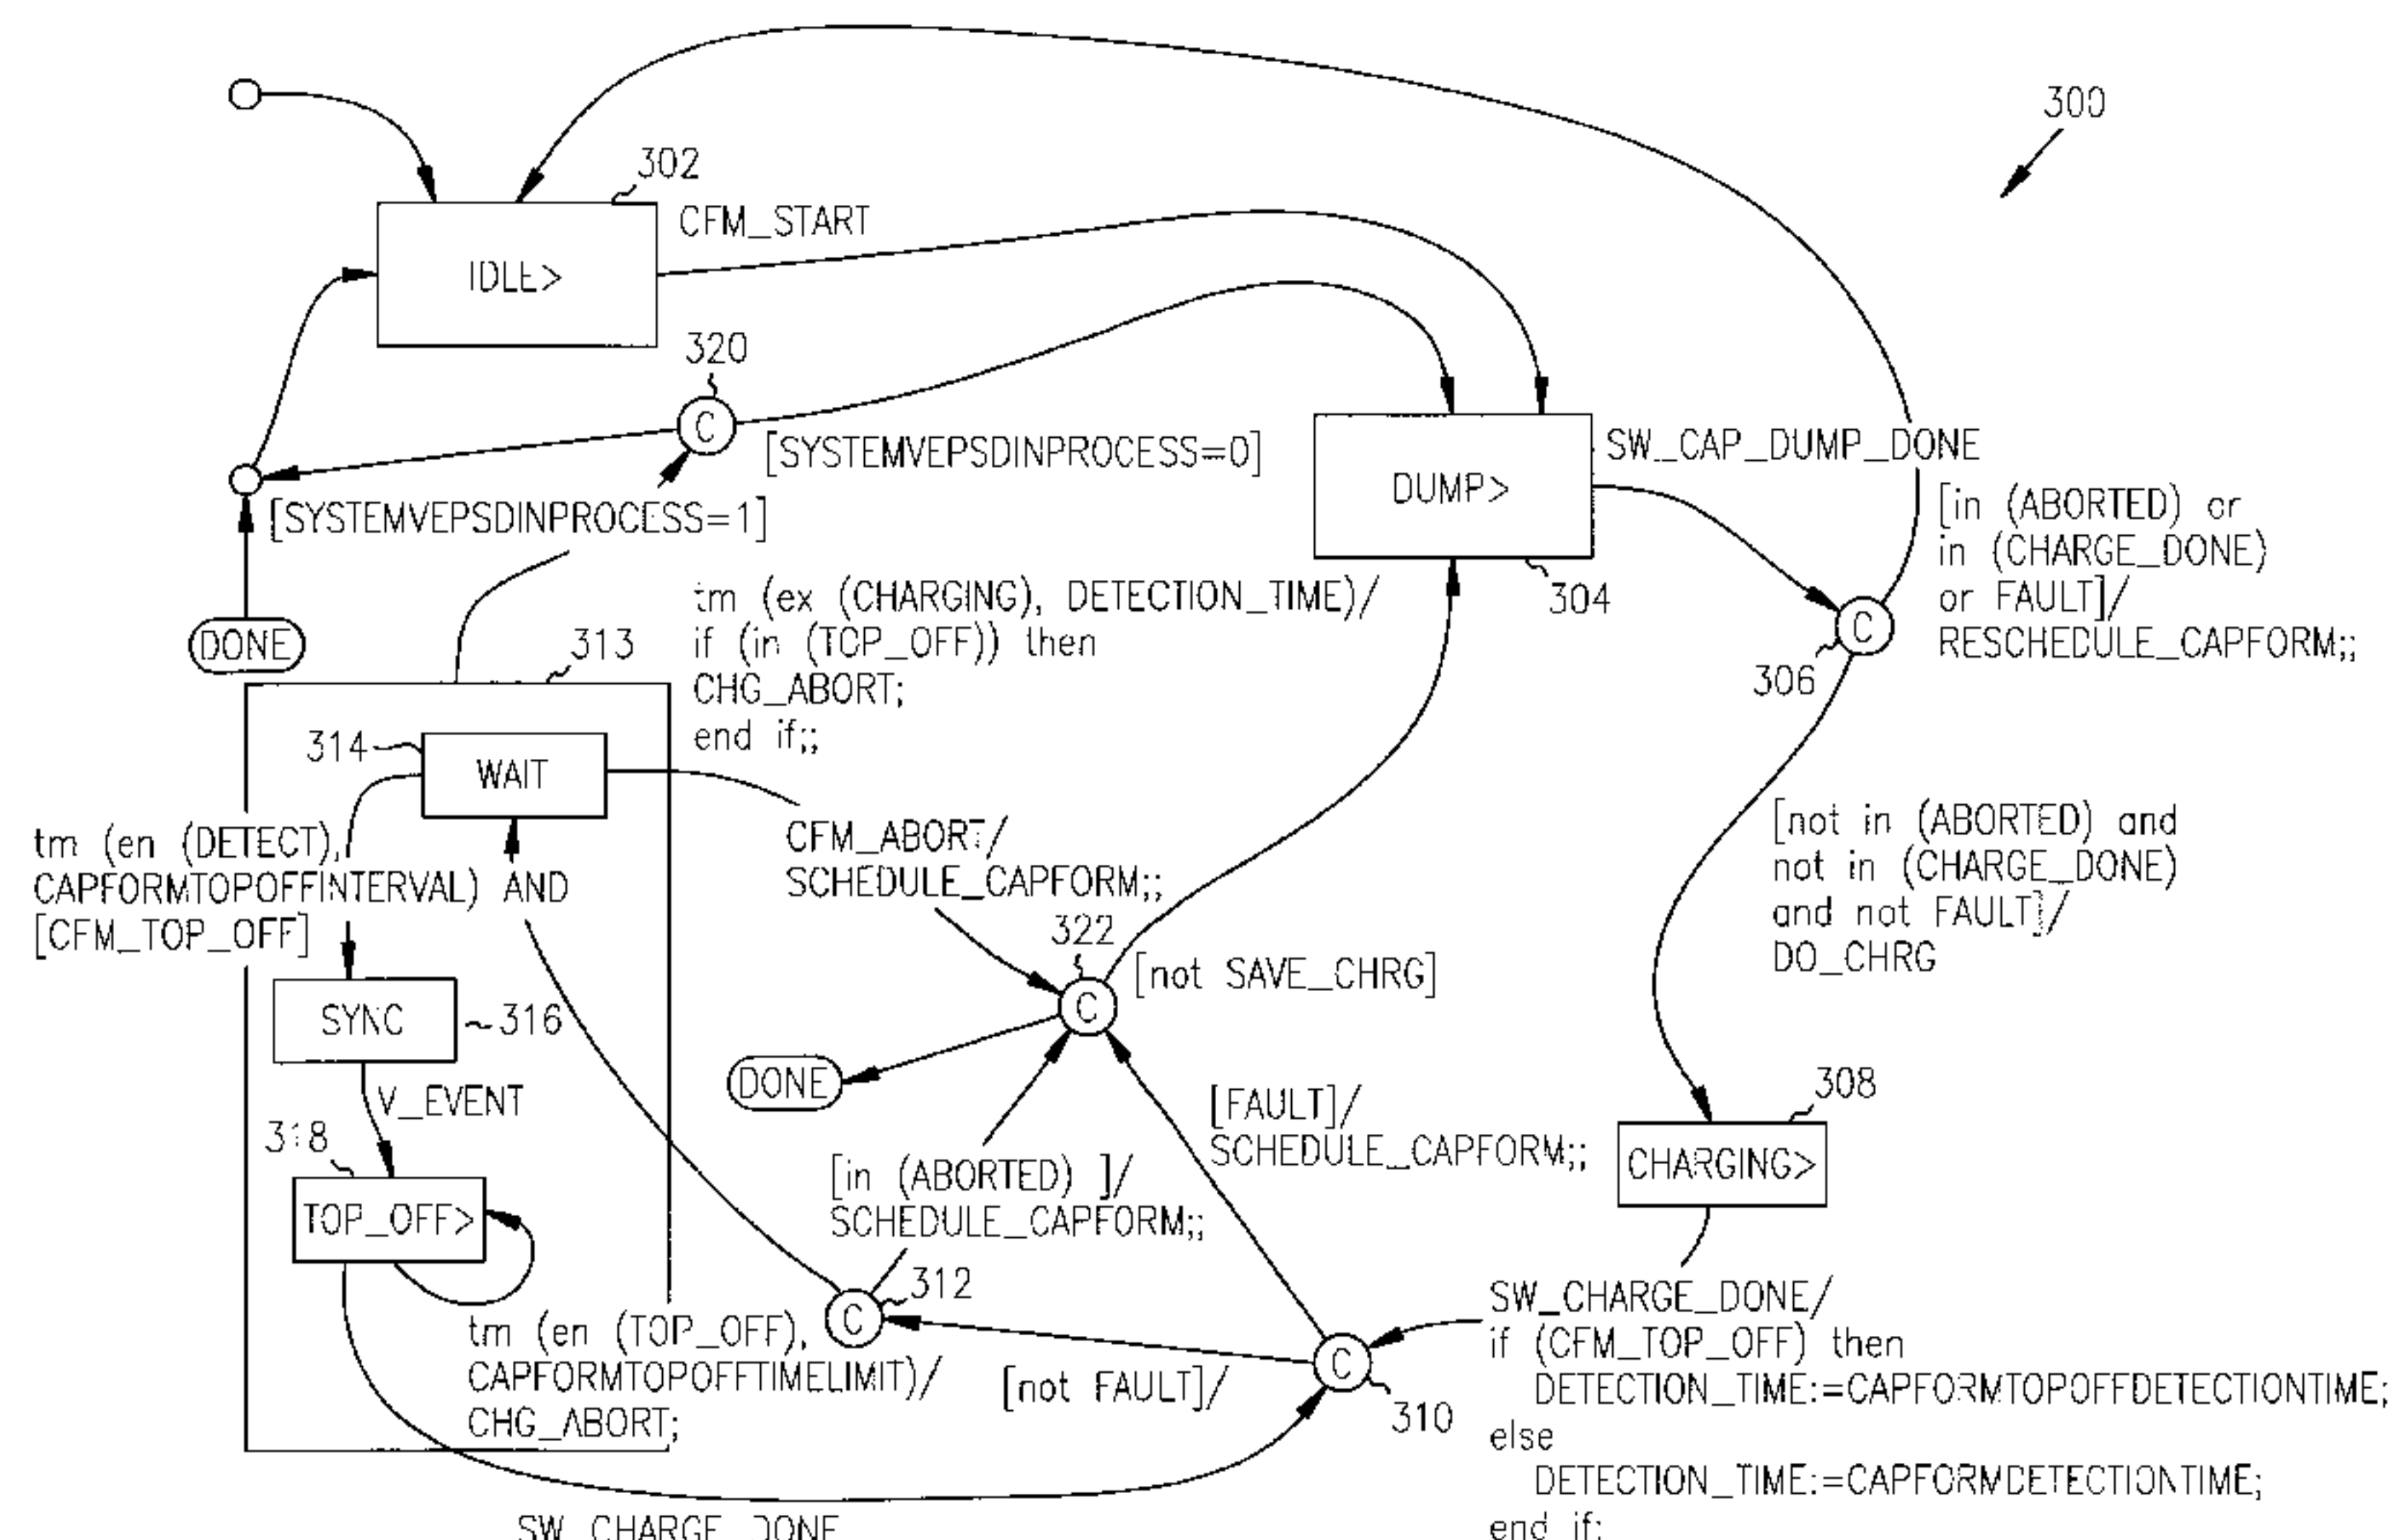 300
302
CFM_START
IDLE>
320
C
[SYSTEMVEPSDINPROCESS=0]
[SYSTEMVEPSDINPROCESS=1]
DONE
SW_CAP_DUMP_DONE
DUMP>
304
[in (ABORTED) or
in (CHARGE_DONE)
or FAULT]/
RESCHEDULE_CAPFORM;;
C
306
tm (ex (CHARGING), DETECTION_TIME)/
if (in (TOP_OFF)) then
CHG_ABORT;
end if;;
313
314
WAIT
tm (en (DETECT),
CAPFORMTOPOFFINTERVAL) AND
[CFM_TOP_OFF]
CFM_ABORT/
SCHEDULE_CAPFORM;;
[not in (ABORTED) and
not in (CHARGE_DONE)
and not FAULT]/
DO_CHRG
322
C
[not SAVE_CHRG]
SYNC
316
DONE
V_EVENT
318
TOP_OFF>
[FAULT]/
SCHEDULE_CAPFORM;;
308
CHARGING>
[in (ABORTED) ]/
SCHEDULE_CAPFORM;;
312
C
tm (en (TOP_OFF),
CAPFORMTOPOFFTIMELIMIT)/
CHG_ABORT;
[not FAULT]/
C
310
SW_CHARGE_DONE/
if (CFM_TOP_OFF) then
DETECTION_TIME:=CAPFORMTOPOFFDETECTIONTIME;
else
DETECTION_TIME:=CAPFORMDETECTIONTIME;
end if;
SW_CHARGE_DONE